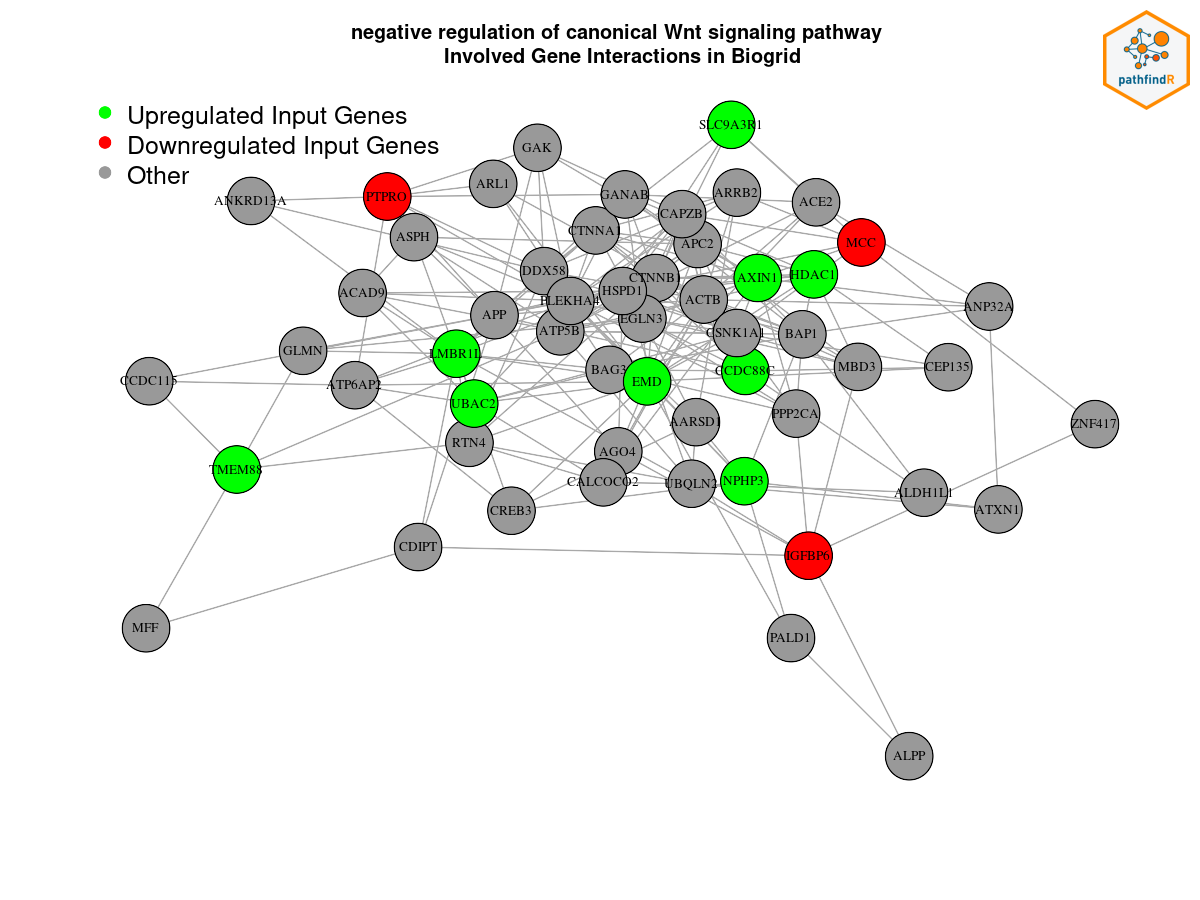 negative regulation of canonical Wnt signaling pathway
Involved Gene Interactions in Biogrid
pathfindR
Upregulated Input Genes
Downregulated Input Genes
Other
SLC9A3R1
GAK
ARL1
PTPRO
ANKRD13A
GANAB
ARRB2
ACE2
CAPZB
CTNNA1
ASPH
APC2
MCC
DDX58
CTNNB1
AXIN1
HDAC1
ACAD9
HSPD1
PLEKHA4
ACTB
ANP32A
APP
EGLN3
ATP5B
CSNK1A1
BAP1
GLMN
LMBR1L
BAG3
EMD
CCDC88C
MBD3
CEP135
CCDC115
ATP6AP2
UBAC2
AARSD1
PPP2CA
ZNF417
RTN4
AGO4
TMEM88
CALCOCO2
UBQLN2
NPHP3
ALDH1L1
CREB3
ATXN1
CDIPT
IGFBP6
MFF
PALD1
ALPP